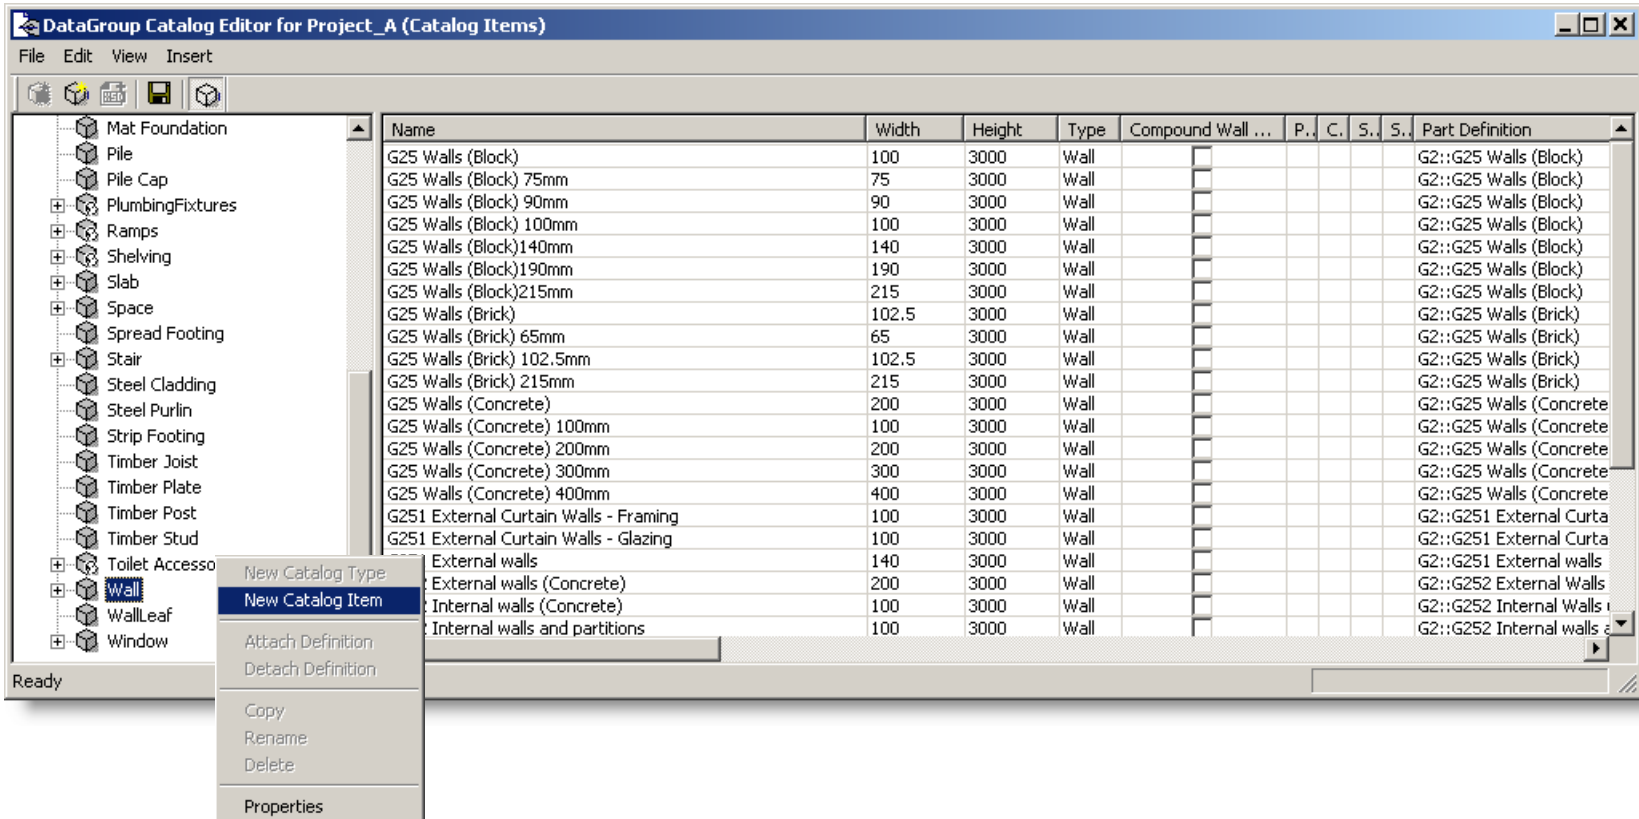 DataGroup Catalog Editor for Project_A (Catalog Items)
File Edit View Insert
Mat Foundation
Pile
Pile Cap
PlumbingFixtures
Ramps
Shelving
Slab
Space
Spread Footing
Stair
Steel Cladding
Steel Purlin
Strip Footing
Timber Joist
Timber Plate
Timber Post
Timber Stud
Toilet Accesso
Wall
WallLeaf
Window
Name Width Height Type Compound Wall ... P.. C. S.. S.. Part Definition
G25 Walls (Block) 100 3000 Wall G2::G25 Walls (Block)
G25 Walls (Block) 75mm 75 3000 Wall G2::G25 Walls (Block)
G25 Walls (Block) 90mm 90 3000 Wall G2::G25 Walls (Block)
G25 Walls (Block) 100mm 100 3000 Wall G2::G25 Walls (Block)
G25 Walls (Block)140mm 140 3000 Wall G2::G25 Walls (Block)
G25 Walls (Block)190mm 190 3000 Wall G2::G25 Walls (Block)
G25 Walls (Block)215mm 215 3000 Wall G2::G25 Walls (Block)
G25 Walls (Brick) 102.5 3000 Wall G2::G25 Walls (Brick)
G25 Walls (Brick) 65mm 65 3000 Wall G2::G25 Walls (Brick)
G25 Walls (Brick) 102.5mm 102.5 3000 Wall G2::G25 Walls (Brick)
G25 Walls (Brick) 215mm 215 3000 Wall G2::G25 Walls (Brick)
G25 Walls (Concrete) 200 3000 Wall G2::G25 Walls (Concrete
G25 Walls (Concrete) 100mm 100 3000 Wall G2::G25 Walls (Concrete
G25 Walls (Concrete) 200mm 200 3000 Wall G2::G25 Walls (Concrete
G25 Walls (Concrete) 300mm 300 3000 Wall G2::G25 Walls (Concrete
G25 Walls (Concrete) 400mm 400 3000 Wall G2::G25 Walls (Concrete
G251 External Curtain Walls - Framing 100 3000 Wall G2::G251 External Curta
G251 External Curtain Walls - Glazing 100 3000 Wall G2::G251 External Curta
External walls 140 3000 Wall G2::G251 External walls
External walls (Concrete) 200 3000 Wall G2::G252 External Walls
Internal walls (Concrete) 100 3000 Wall G2::G252 Internal Walls
Internal walls and partitions 100 3000 Wall G2::G252 Internal walls
New Catalog Type
New Catalog Item
Attach Definition
Detach Definition
Copy
Rename
Delete
Properties
Ready